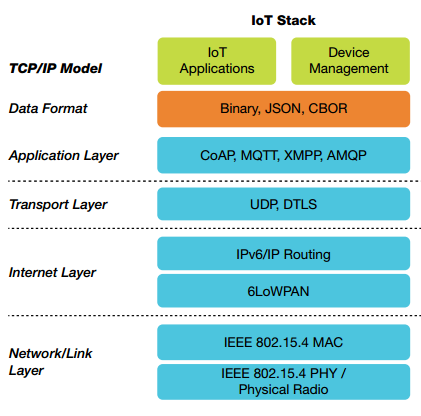 IoT Stack
TCP/IP Model
IoT
Applications
Device
Management
Data Format
Binary, JSON, CBOR
Application Layer
CoAP, MQTT, XMPP, AMQP
Transport Layer
UDP, DTLS
Internet Layer
IPv6/IP Routing
6LoWPAN
Network/Link
Layer
IEEE 802.15.4 MAC
IEEE 802.15.4 PHY /
Physical Radio